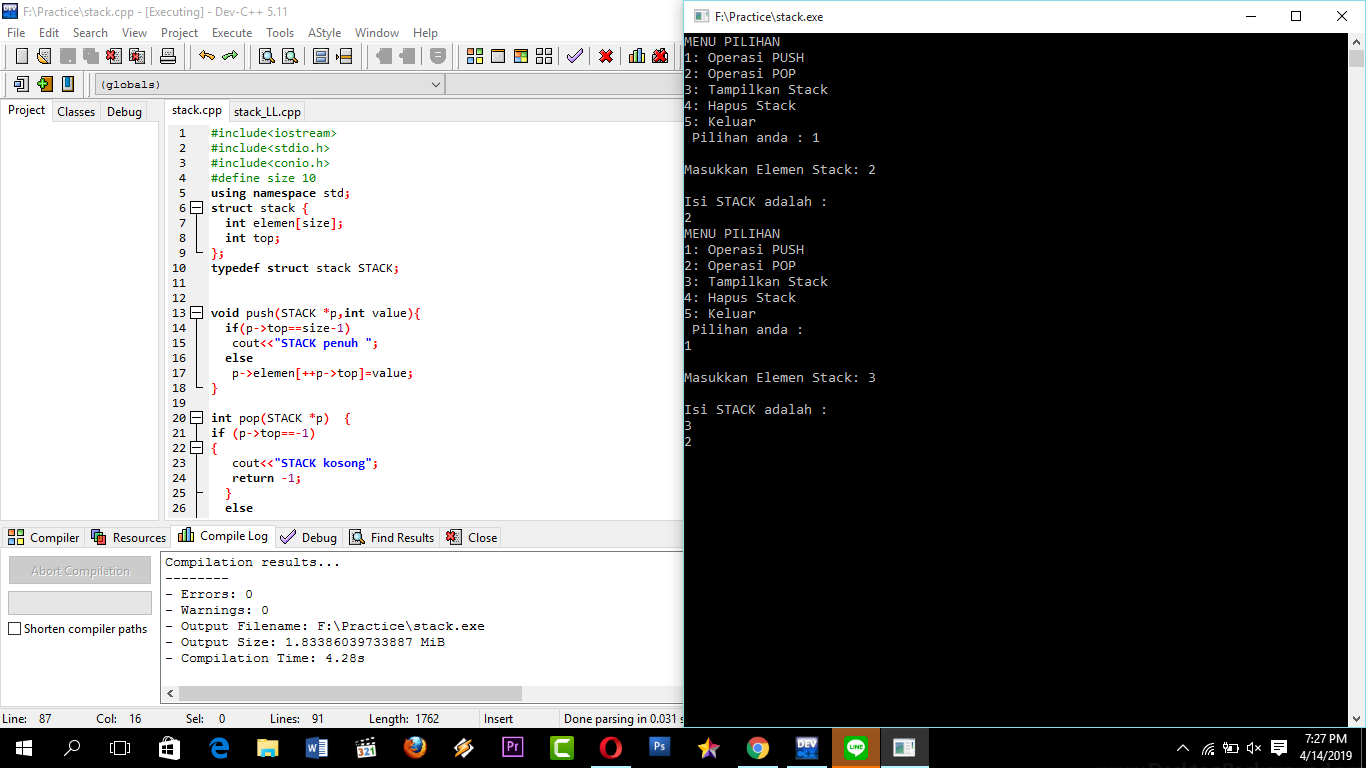 F:\Practice\stack.cpp - [Executing] - Dev-C++ 5.11
File Edit Search View Project Execute Tools AStyle Window Help
(globals)
Project Classes Debug
stack.cpp stack_LL.cpp
1 #include<iostream>
2 #include<stdio.h>
3 #include<conio.h>
4 #define size 10
5 using namespace std;
6 struct stack {
7 int elemen[size];
8 int top;
9 };
10 typedef struct stack STACK;
11
12
13 void push(STACK *p,int value){
14 if(p->top==size-1)
15 cout<<"STACK penuh ";
16 else
17 p->elemen[++p->top]=value;
18 }
19
20 int pop(STACK *p) {
21 if (p->top==-1)
22 {
23 cout<<"STACK kosong";
24 return -1;
25 }
26 else
Compiler Resources Compile Log Debug Find Results Close
Abort Compilation
Shorten compiler paths
Compilation results...
--------
- Errors: 0
- Warnings: 0
- Output Filename: F:\Practice\stack.exe
- Output Size: 1.83386039733887 MiB
- Compilation Time: 4.28s
Line: 87 Col: 16 Sel: 0 Lines: 91 Length: 1762 Insert Done parsing in 0.031 s
F:\Practice\stack.exe
MENU PILIHAN
1: Operasi PUSH
2: Operasi POP
3: Tampilkan Stack
4: Hapus Stack
5: Keluar
Pilihan anda : 1
Masukkan Elemen Stack: 2
Isi STACK adalah :
2
MENU PILIHAN
1: Operasi PUSH
2: Operasi POP
3: Tampilkan Stack
4: Hapus Stack
5: Keluar
Pilihan anda :
1
Masukkan Elemen Stack: 3
Isi STACK adalah :
3
2
7:27 PM
4/14/2019